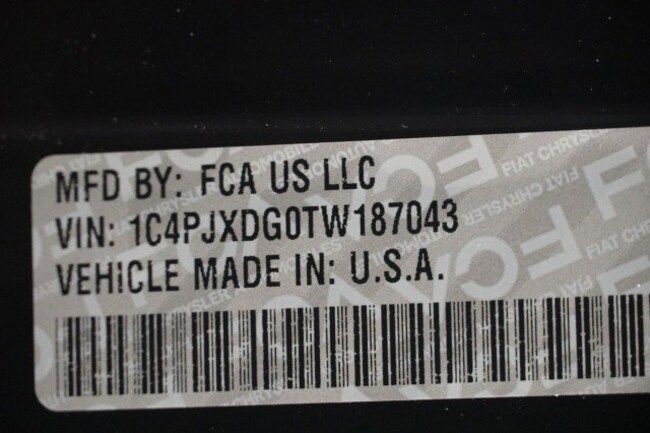 MFD BY: FCA US LLC
VIN: 1C4PJXDG0TW187043
VEHiCLE MADE IN: U.S.A.